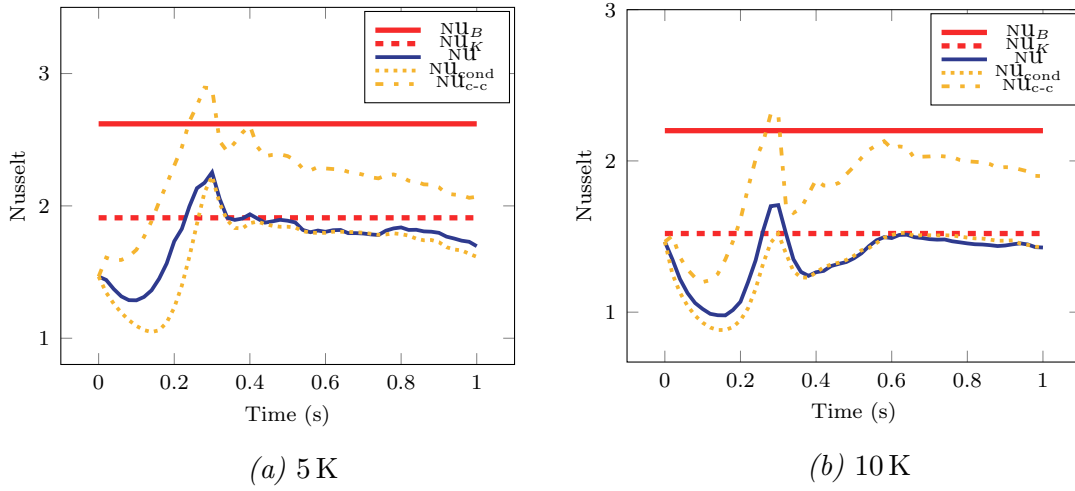 Nu_B
Nu_K
Nu
Nu_cond
Nu_c-c
3
2
1
Nusselt
0 0.2 0.4 0.6 0.8 1
Time (s)
(a) 5 K
Nu_B
Nu_K
Nu
Nu_cond
Nu_c-c
3
2
1
Nusselt
0 0.2 0.4 0.6 0.8 1
Time (s)
(b) 10 K